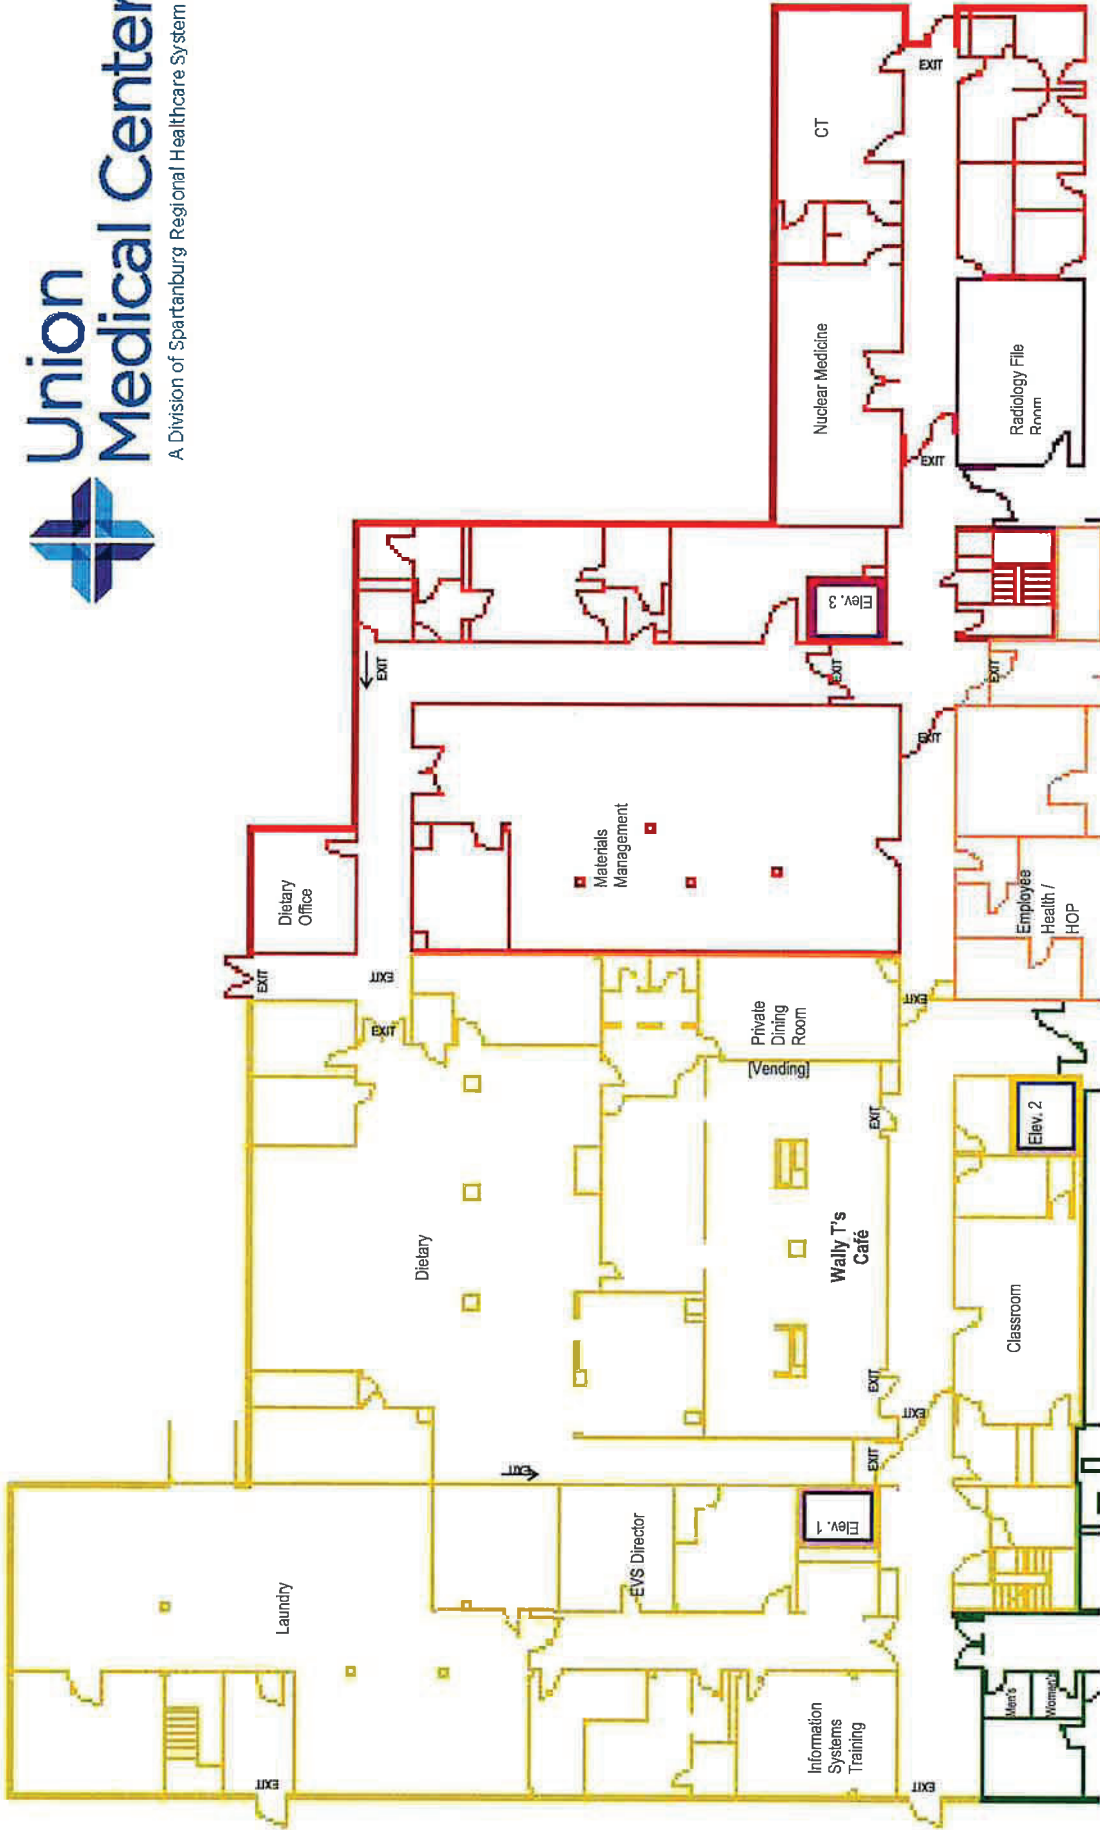 Union
Medical Center
A Division of Spartanburg Regional Healthcare System
Laundry
EXIT
EXIT
EVS Director
Elev. 1
Information
Systems
Training
EXIT
Men's
Women's
EXIT
EXIT
EXIT
Dietary
Wally T's
Café
[Vending]
EXIT
Classroom
Elev. 2
EXIT
EXIT
EXIT
Private
Dining
Room
EXIT
Dietary
Office
Materials
Management
Employee
Health /
HOP
EXIT
EXIT
EXIT
EXIT
Elev. 3
EXIT
Nuclear Medicine
Radiology File
Room
CT
EXIT